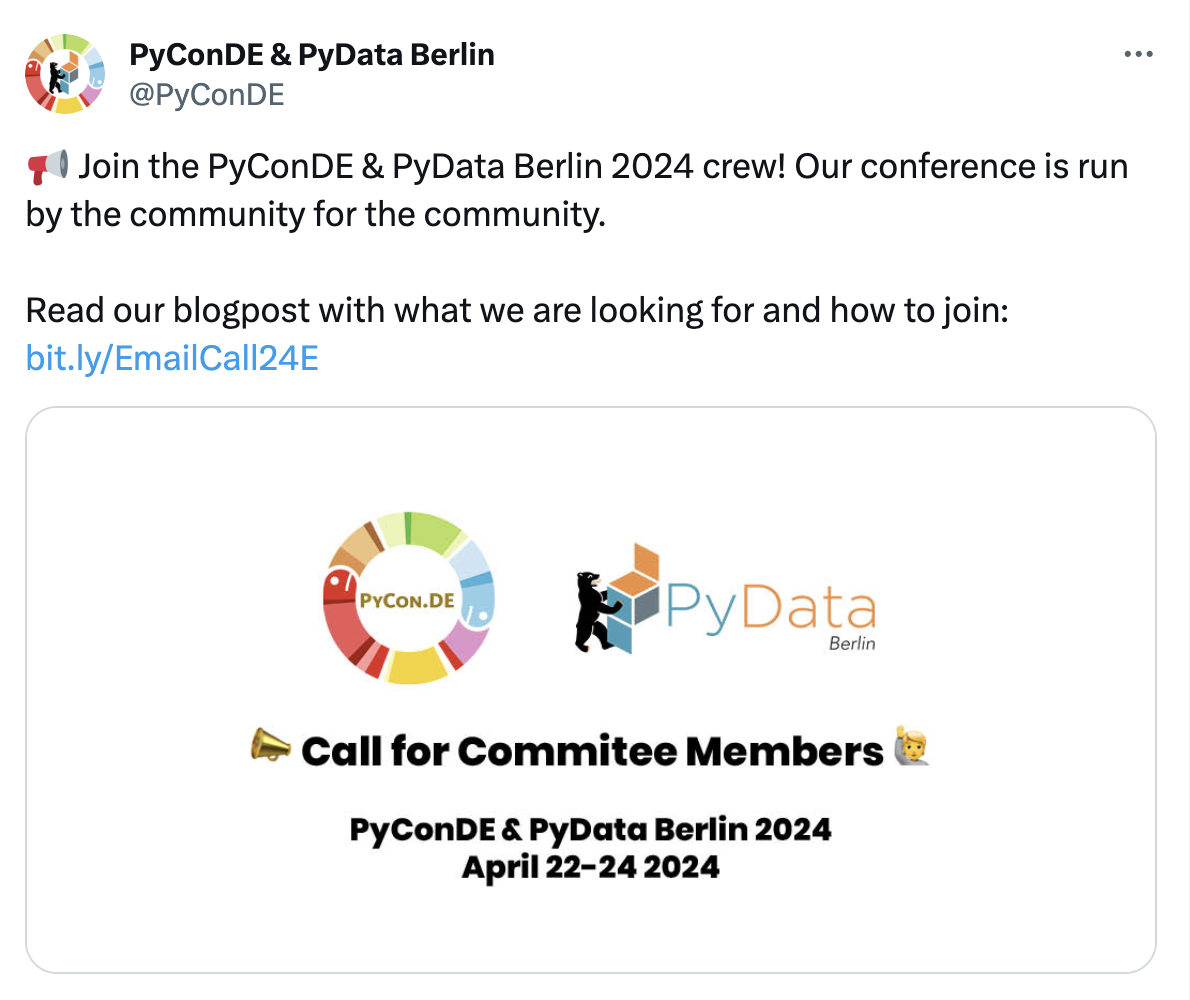 PyConDE & PyData Berlin
@PyConDE
📢 Join the PyConDE & PyData Berlin 2024 crew! Our conference is run
by the community for the community.
Read our blogpost with what we are looking for and how to join:
bit.ly/EmailCall24E
PYCON.DE
PyData
Berlin
Call for Commitee Members
PyConDE & PyData Berlin 2024
April 22–24 2024